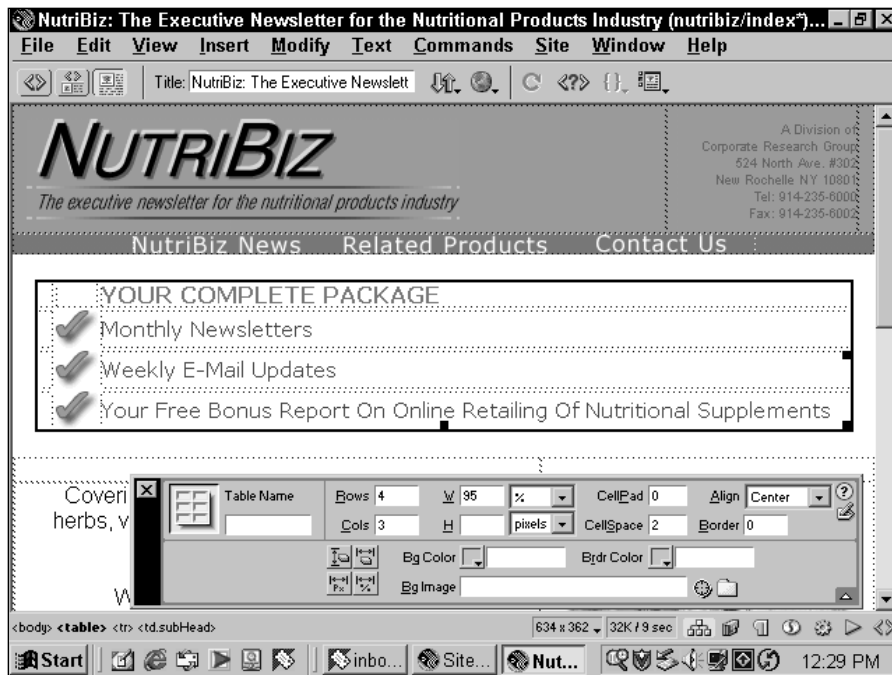 NutriBiz: The Executive Newsletter for the Nutritional Products Industry (nutribiz/index*)...
File Edit View Insert Modify Text Commands Site Window Help
Title: NutriBiz: The Executive Newslett
NUTRIBIZ
The executive newsletter for the nutritional products industry
A Division of
Corporate Research Group
524 North Ave. #302
New Rochelle NY 10801
Tel: 914-235-6000
Fax: 914-235-6002
NutriBiz News Related Products Contact Us
YOUR COMPLETE PACKAGE
Monthly Newsletters
Weekly E-Mail Updates
Your Free Bonus Report On Online Retailing Of Nutritional Supplements
Coveri
herbs, v
W
Table Name Rows 4 W 95 % CellPad 0 Align Center
Cols 3 H pixels CellSpace 2 Border 0
Bg Color Brdr Color
Bg Image
<body> <table> <tr> <td.subHead> 634 x 362 32K / 9 sec
Start inbo... Site... Nut... 12:29 PM